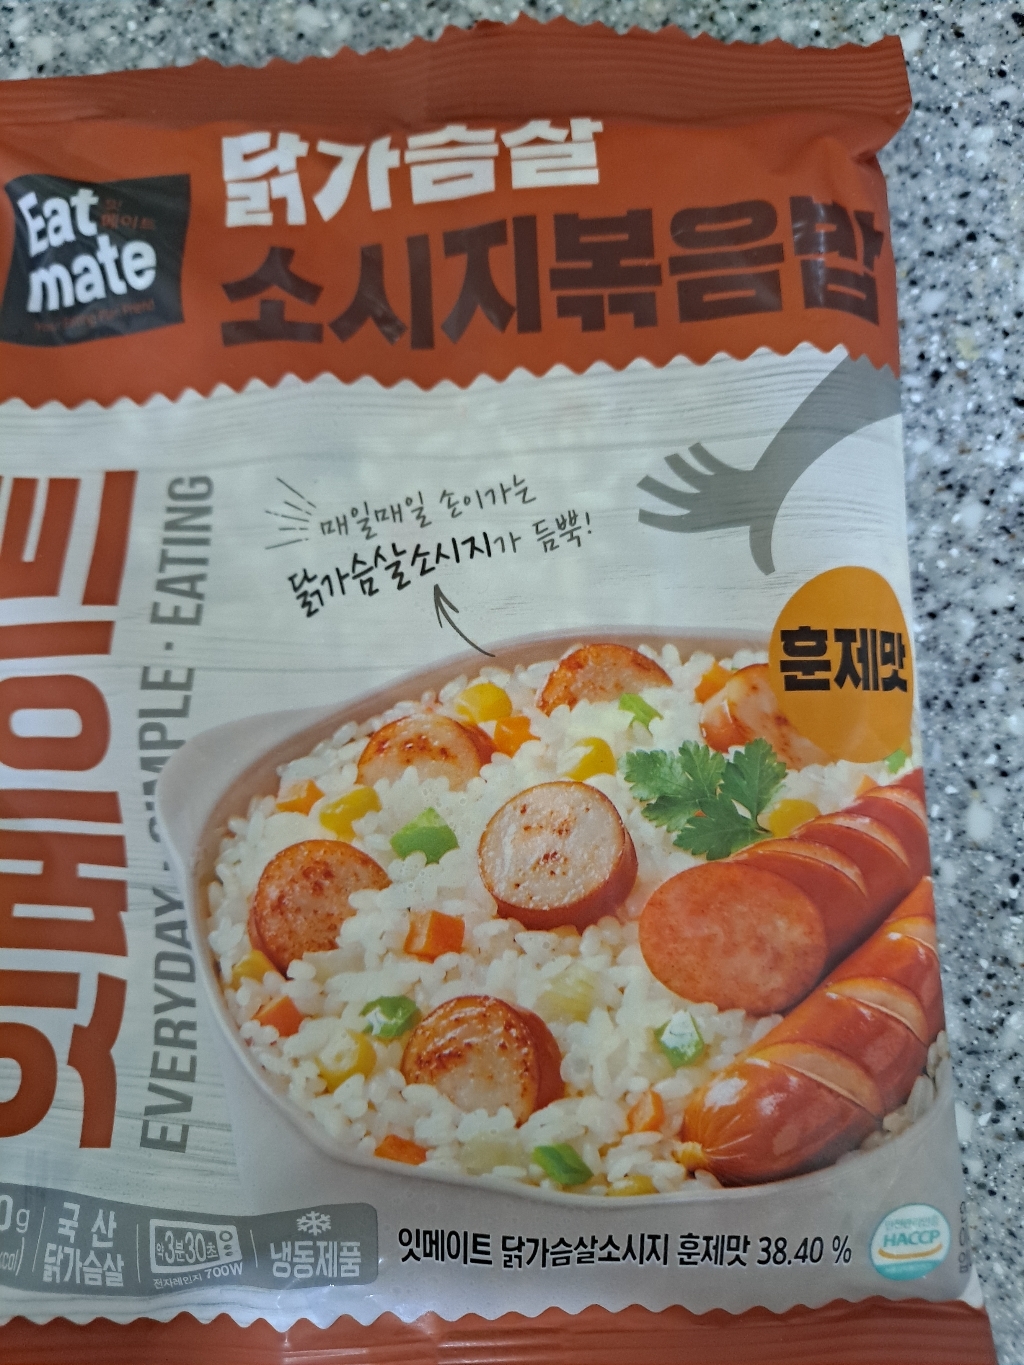 Eat
mate
잇
메이트
닭가슴살
소시지볶음밥
매일매일 손이가는
닭가슴살소시지가 듬뿍!
훈제맛
잇메이트
EVERYDAY · SIMPLE · EATING
0g
국산
닭가슴살
약3분30초
전자레인지 700W
냉동제품
잇메이트 닭가슴살소시지 훈제맛 38.40 %
HACCP